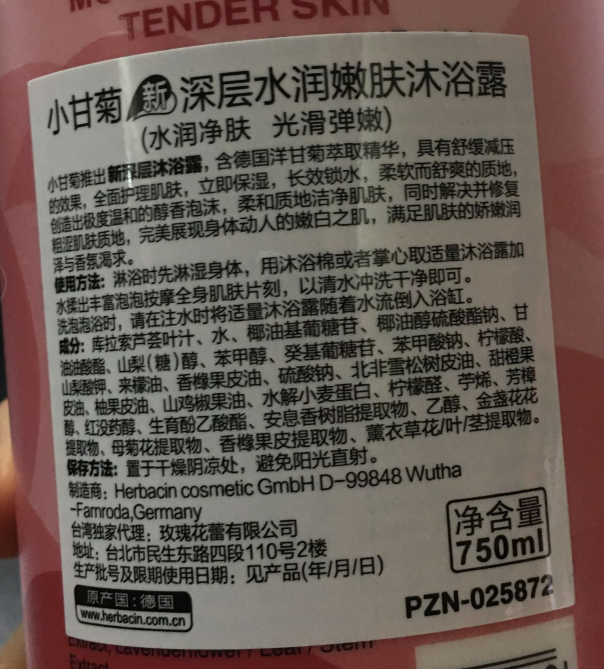 TENDER SKIN
小甘菊 新 深层水润嫩肤沐浴露
(水润净肤 光滑弹嫩)
小甘菊推出新深层沐浴露，含德国洋甘菊萃取精华，具有舒缓减压
的效果，全面护理肌肤，立即保湿，长效锁水，柔软而舒爽的质地，
创造出极度温和的醇香泡沫，柔和质地洁净肌肤，同时解决并修复
粗涩肌肤质地，完美展现身体动人的嫩白之肌，满足肌肤的娇嫩润
泽与香氛渴求。
使用方法：淋浴时先淋湿身体，用沐浴棉或者掌心取适量沐浴露加
水揉出丰富泡泡按摩全身肌肤片刻，以清水冲洗干净即可。
洗泡泡浴时，请在注水时将适量沐浴露随着水流倒入浴缸。
成分：库拉索芦荟叶汁、水、椰油基葡糖苷、椰油醇硫酸酯钠、甘
油油酸酯、山梨(糖)醇、苯甲醇、癸基葡糖苷、苯甲酸钠、柠檬酸、
山梨酸钾、来檬油、香橼果皮油、硫酸钠、北非雪松树皮油、甜橙果
皮油、柚果皮油、山鸡椒果油、水解小麦蛋白、柠檬醛、苧烯、芳樟
醇、红没药醇、生育酚乙酸酯、安息香树脂提取物、乙醇、金盏花花
提取物、母菊花提取物、香橼果皮提取物、薰衣草花/叶/茎提取物。
保存方法：置于干燥阴凉处，避免阳光直射。
制造商：Herbacin cosmetic GmbH D-99848 Wutha
-Farnroda,Germany
台湾独家代理：玫瑰花蕾有限公司
地址：台北市民生东路四段110号2楼
生产批号及限期使用日期：见产品(年/月/日)
净含量
750ml
原产国：德国
www.herbacin.com.cn
PZN-025872
Extract, Lavenderflower / Leaf / Stem
Extract